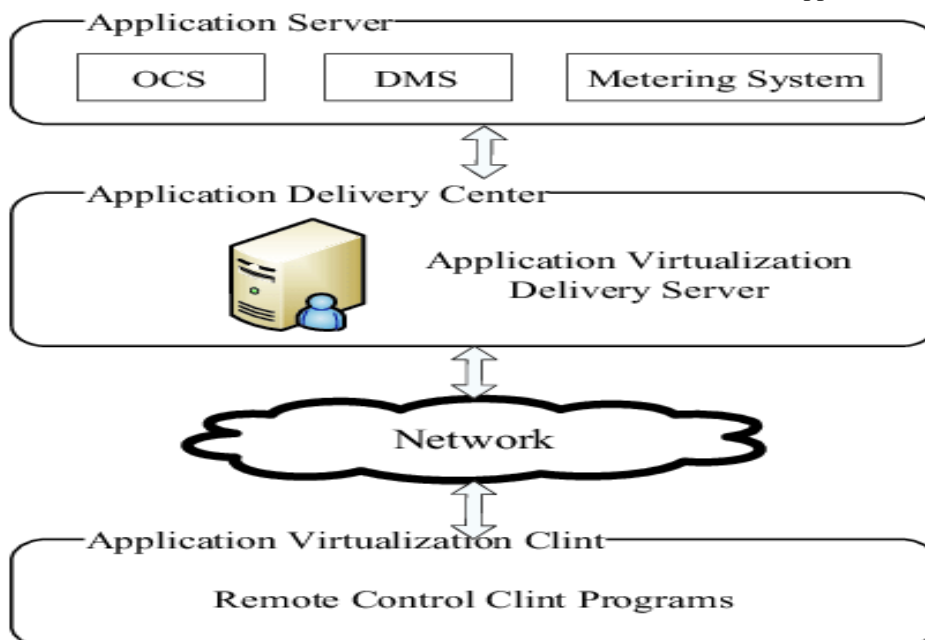 Application Server
OCS
DMS
Metering System
Application Delivery Center
Application Virtualization
Delivery Server
Network
Application Virtualization Clint
Remote Control Clint Programs